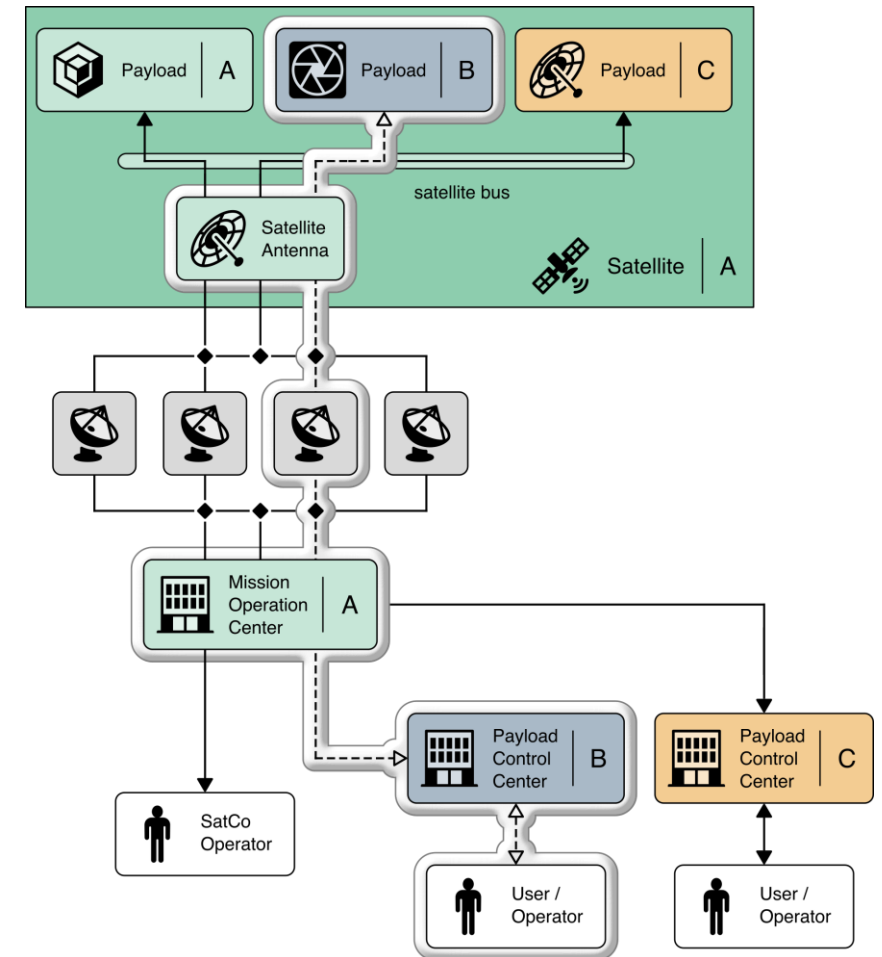 Payload A
Payload B
Payload C
satellite bus
Satellite
Antenna
Satellite A
Mission
Operation
Center
A
Payload
Control
Center
B
Payload
Control
Center
C
SatCo
Operator
User /
Operator
User /
Operator